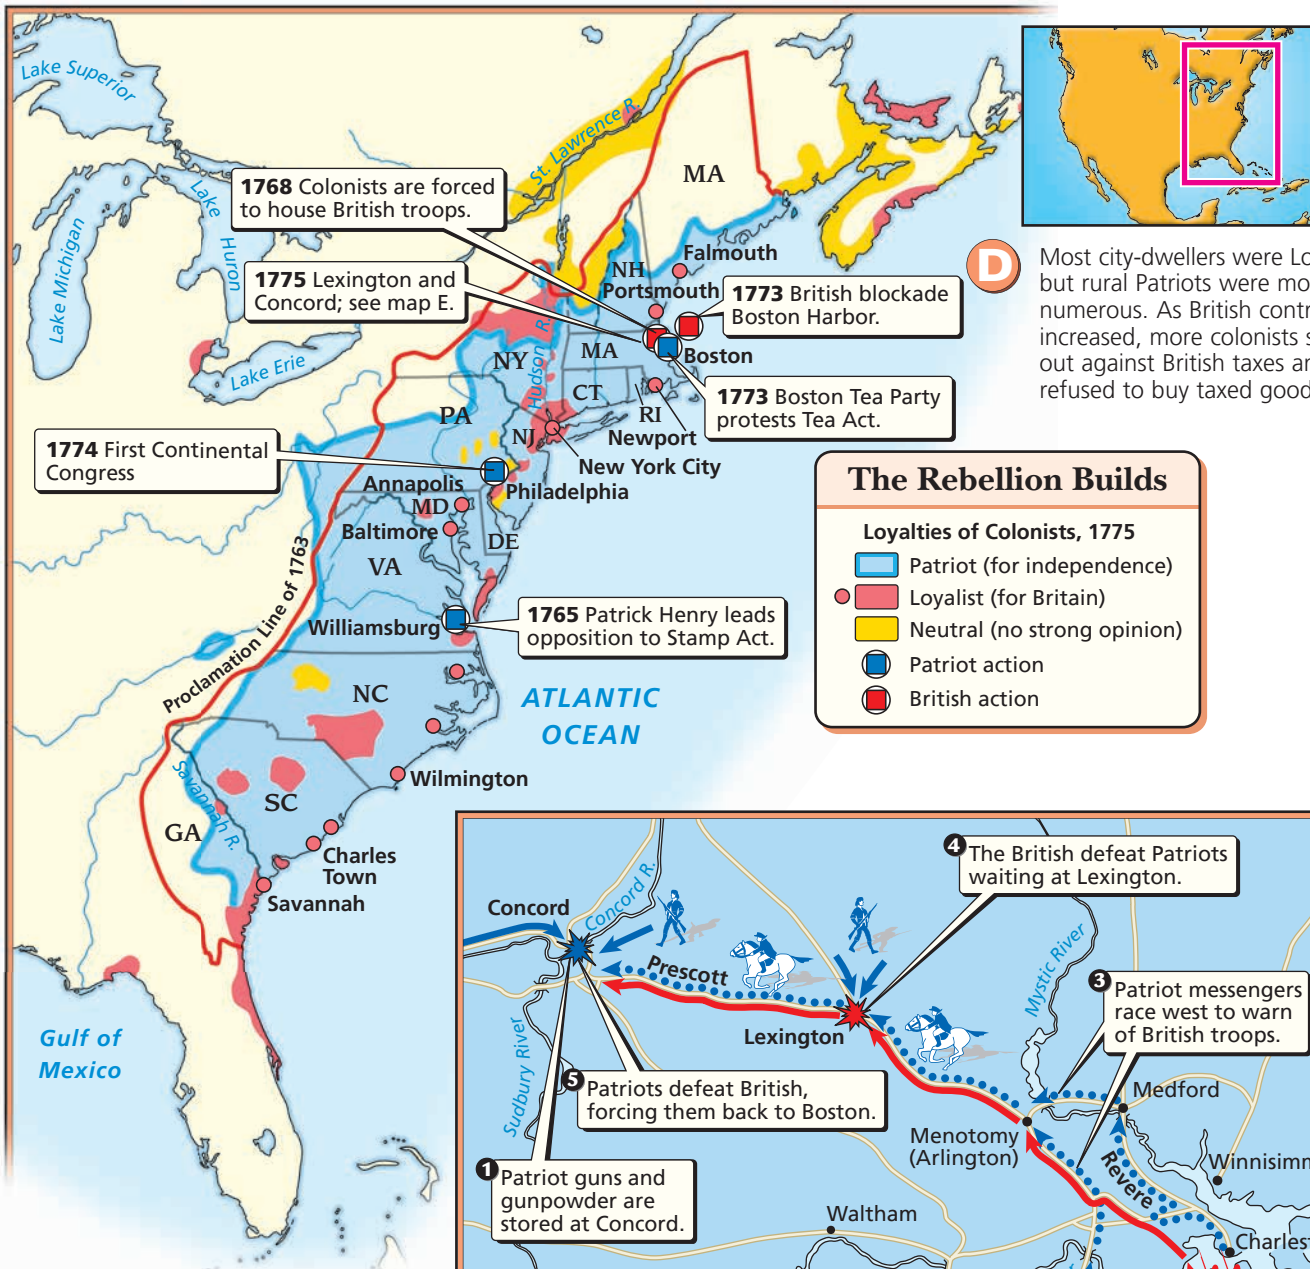 Lake Superior
Lake Michigan
Lake
Huron
Lake Erie
St. Lawrence R.
1768 Colonists are forced
to house British troops.
1775 Lexington and
Concord; see map E.
1773 British blockade
Boston Harbor.
1773 Boston Tea Party
protests Tea Act.
1774 First Continental
Congress
1765 Patrick Henry leads
opposition to Stamp Act.
MA
NH
Falmouth
Portsmouth
MA
Boston
NY
Hudson R.
CT
RI
Newport
PA
NJ
New York City
Annapolis
Philadelphia
MD
Baltimore
DE
VA
Williamsburg
Proclamation Line of 1763
NC
ATLANTIC
OCEAN
Wilmington
SC
Savannah R.
GA
Charles
Town
Savannah
Gulf of
Mexico
D
Most city-dwellers were
but rural Patriots were
numerous. As British
increased, more colonists
out against British taxes
refused to buy taxed
The Rebellion Builds
Loyalties of Colonists, 1775
Patriot (for independence)
Loyalist (for Britain)
Neutral (no strong opinion)
Patriot action
British action
4 The British defeat Patriots
waiting at Lexington.
Concord
Concord R.
Prescott
Mystic River
3 Patriot messengers
race west to warn
of British troops.
Lexington
Sudbury River
5 Patriots defeat British,
forcing them back to Boston.
Medford
Menotomy
(Arlington)
Revere
1 Patriot guns and
gunpowder are
stored at Concord.
Waltham